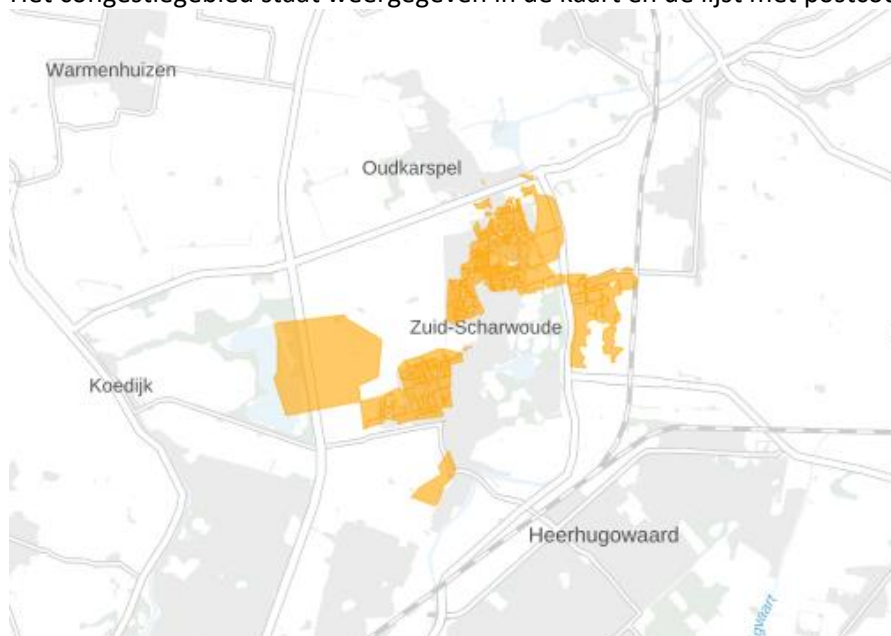 Het congestiegebied staat weergegeven in de kaart en de lijst met
Warmenhuizen
Oudkarspel
Zuid-Scharwoude
Koedijk
Heerhugowaard